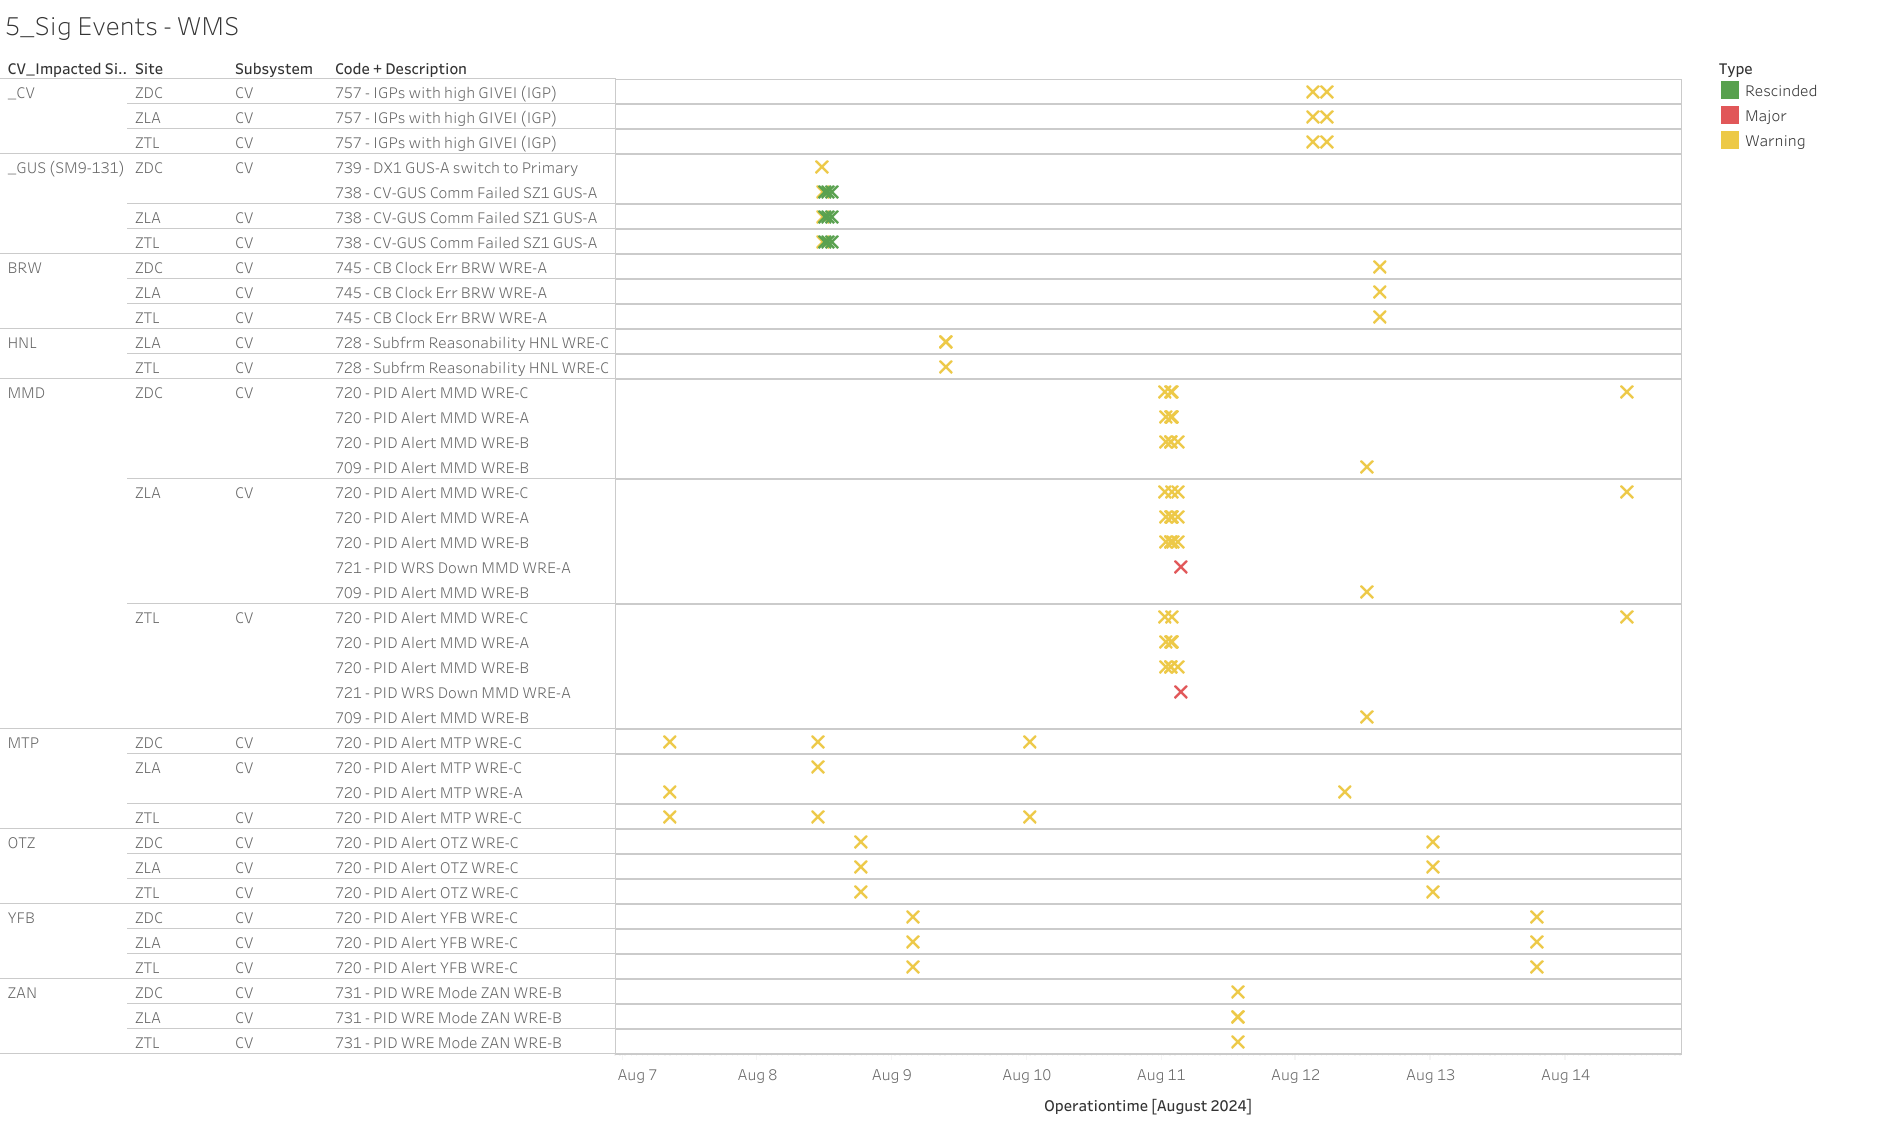 5_Sig Events - WMS
CV_Impacted Si.. Site Subsystem Code + Description
Type
Rescinded
Major
Warning
_CV ZDC CV 757 - IGPs with high GIVEI (IGP)
ZLA CV 757 - IGPs with high GIVEI (IGP)
ZTL CV 757 - IGPs with high GIVEI (IGP)
_GUS (SM9-131) ZDC CV 739 - DX1 GUS-A switch to Primary
738 - CV-GUS Comm Failed SZ1 GUS-A
ZLA CV 738 - CV-GUS Comm Failed SZ1 GUS-A
ZTL CV 738 - CV-GUS Comm Failed SZ1 GUS-A
BRW ZDC CV 745 - CB Clock Err BRW WRE-A
ZLA CV 745 - CB Clock Err BRW WRE-A
ZTL CV 745 - CB Clock Err BRW WRE-A
HNL ZLA CV 728 - Subfrm Reasonability HNL WRE-C
ZTL CV 728 - Subfrm Reasonability HNL WRE-C
MMD ZDC CV 720 - PID Alert MMD WRE-C
720 - PID Alert MMD WRE-A
720 - PID Alert MMD WRE-B
709 - PID Alert MMD WRE-B
ZLA CV 720 - PID Alert MMD WRE-C
720 - PID Alert MMD WRE-A
720 - PID Alert MMD WRE-B
721 - PID WRS Down MMD WRE-A
709 - PID Alert MMD WRE-B
ZTL CV 720 - PID Alert MMD WRE-C
720 - PID Alert MMD WRE-A
720 - PID Alert MMD WRE-B
721 - PID WRS Down MMD WRE-A
709 - PID Alert MMD WRE-B
MTP ZDC CV 720 - PID Alert MTP WRE-C
ZLA CV 720 - PID Alert MTP WRE-C
720 - PID Alert MTP WRE-A
ZTL CV 720 - PID Alert MTP WRE-C
OTZ ZDC CV 720 - PID Alert OTZ WRE-C
ZLA CV 720 - PID Alert OTZ WRE-C
ZTL CV 720 - PID Alert OTZ WRE-C
YFB ZDC CV 720 - PID Alert YFB WRE-C
ZLA CV 720 - PID Alert YFB WRE-C
ZTL CV 720 - PID Alert YFB WRE-C
ZAN ZDC CV 731 - PID WRE Mode ZAN WRE-B
ZLA CV 731 - PID WRE Mode ZAN WRE-B
ZTL CV 731 - PID WRE Mode ZAN WRE-B
Aug 7 Aug 8 Aug 9 Aug 10 Aug 11 Aug 12 Aug 13 Aug 14
Operationtime [August 2024]